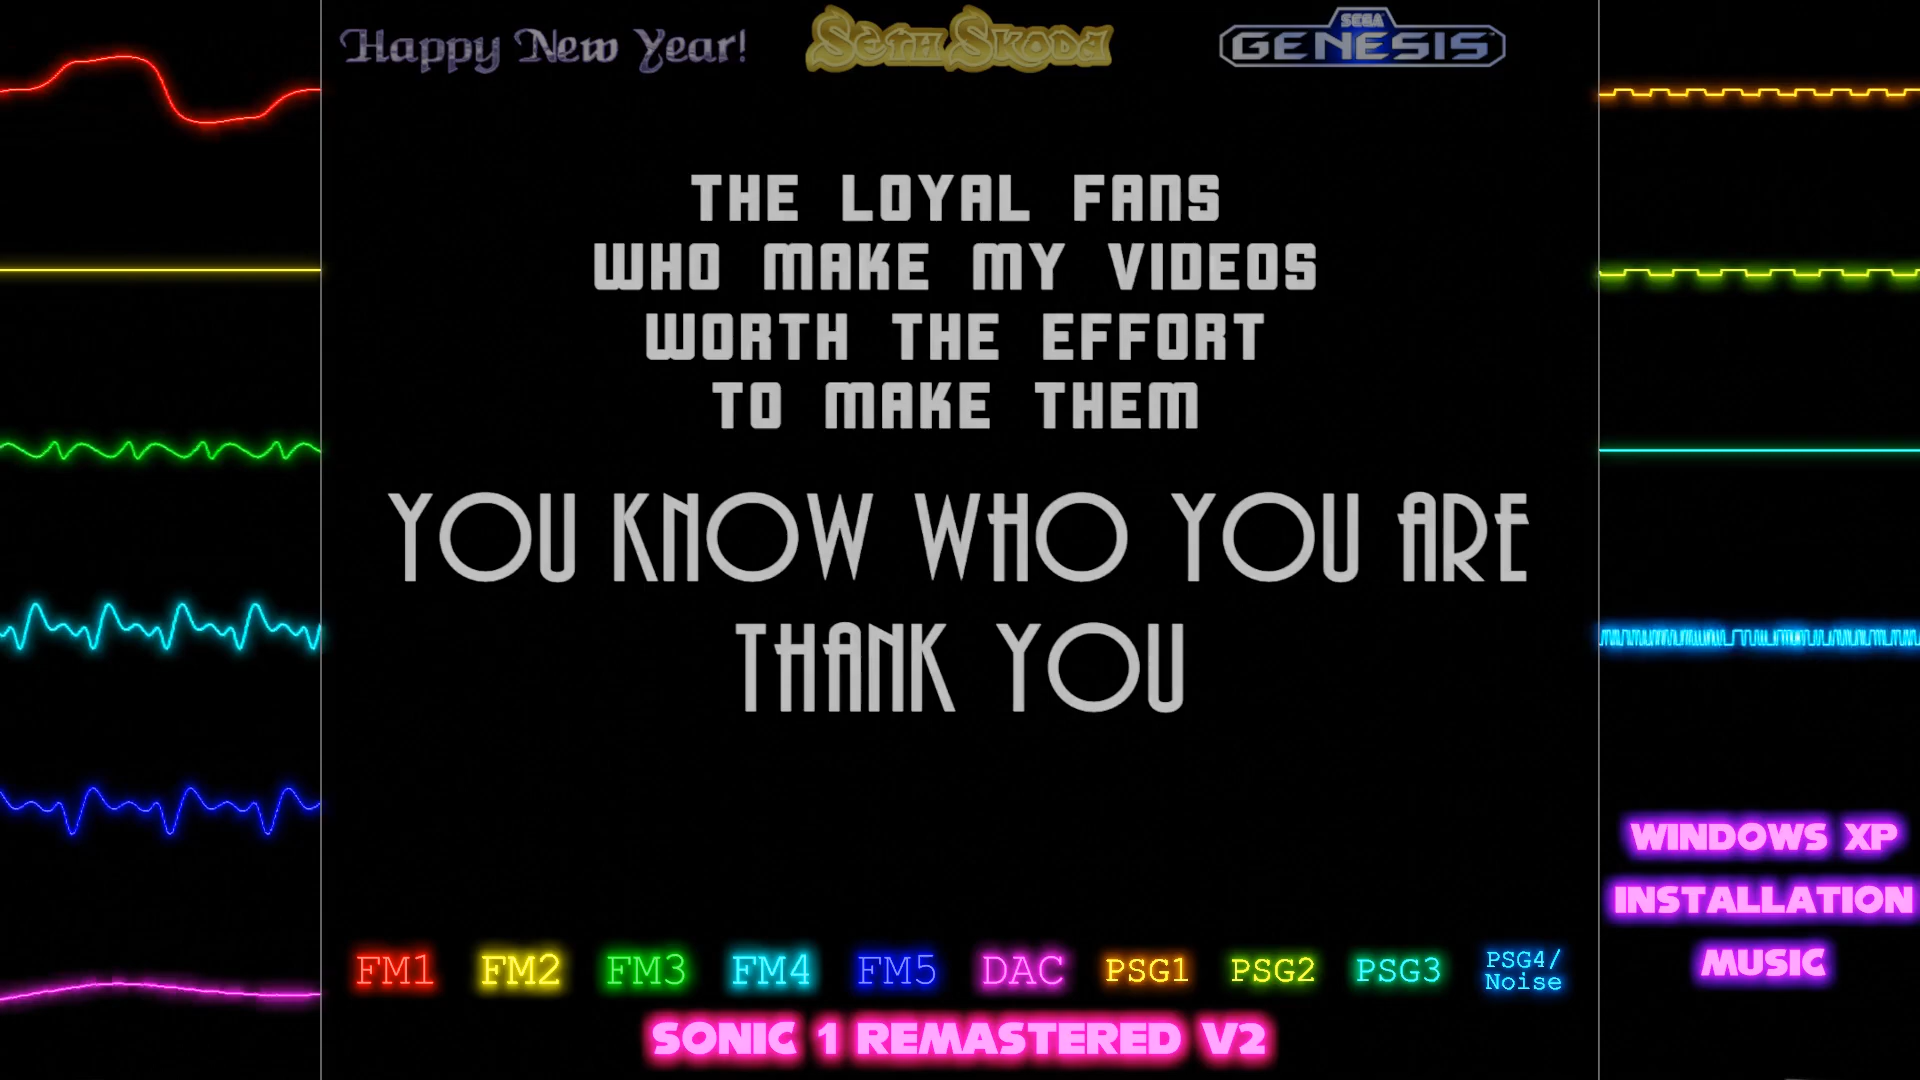 Happy New Year!
Seth Skoda
SEGA
GENESIS
THE LOYAL FANS
WHO MAKE MY VIDEOS
WORTH THE EFFORT
TO MAKE THEM
YOU KNOW WHO YOU ARE
THANK YOU
WINDOWS XP
INSTALLATION
MUSIC
FM1 FM2 FM3 FM4 FM5 DAC PSG1 PSG2 PSG3 PSG4/
Noise
SONIC 1 REMASTERED V2